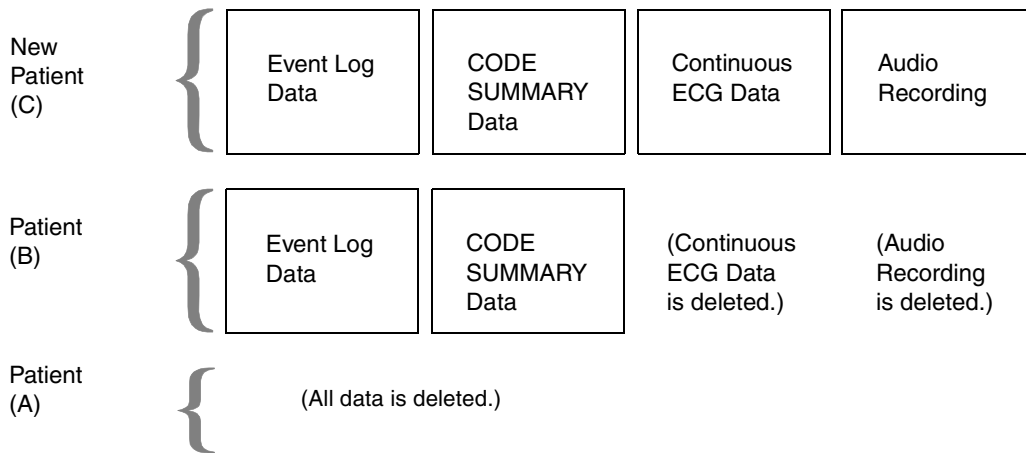 New
Patient
(C)
Event Log
Data
CODE
SUMMARY
Data
Continuous
ECG Data
Audio
Recording
Patient
(B)
Event Log
Data
CODE
SUMMARY
Data
(Continuous
ECG Data
is deleted.)
(Audio
Recording
is deleted.)
Patient
(A)
(All data is deleted.)